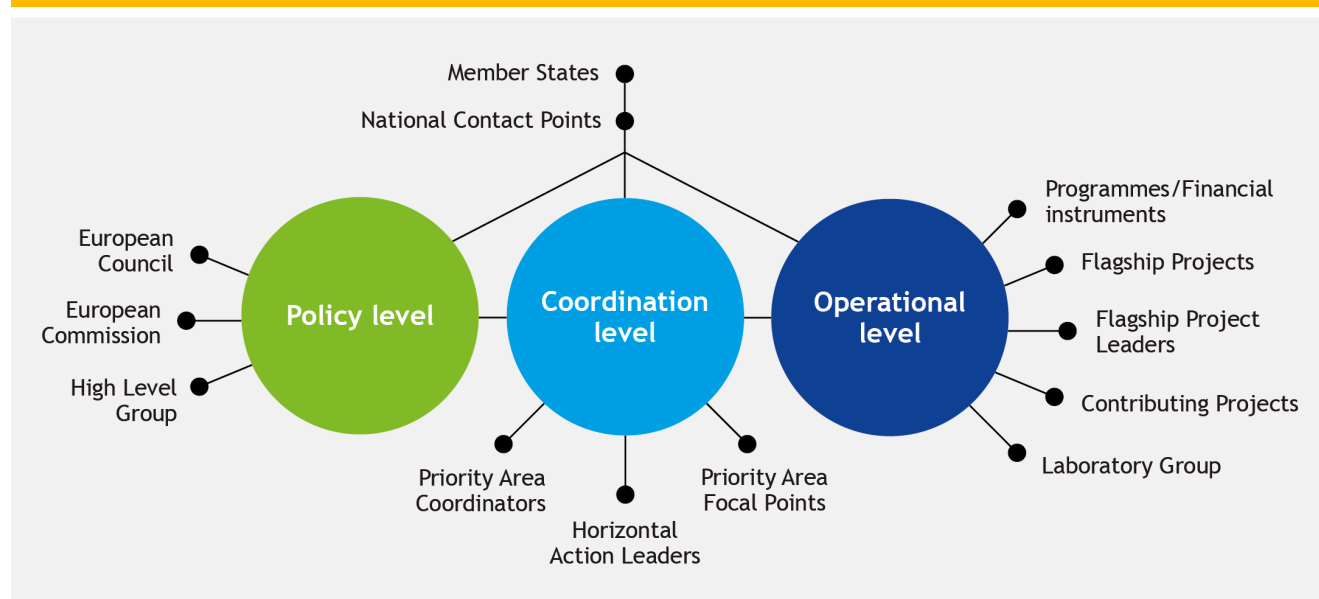 Member States
National Contact Points
European
Council
European
Commission
High Level
Group
Policy level
Coordination
level
Operational
level
Priority Area
Coordinators
Horizontal
Action Leaders
Priority Area
Focal Points
Programmes/Financial
instruments
Flagship Projects
Flagship Project
Leaders
Contributing Projects
Laboratory Group